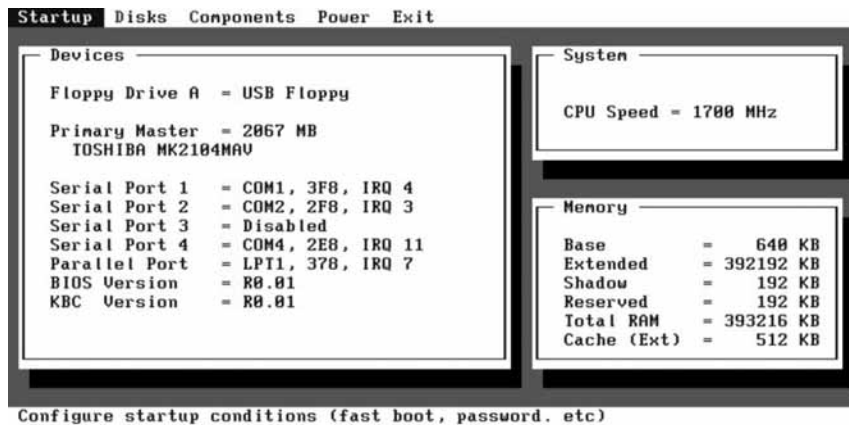 Startup Disks Components Power Exit
Devices
Floppy Drive A = USB Floppy
Primary Master = 2067 MB
TOSHIBA MK2104MAV
Serial Port 1 = COM1, 3F8, IRQ 4
Serial Port 2 = COM2, 2F8, IRQ 3
Serial Port 3 = Disabled
Serial Port 4 = COM4, 2E8, IRQ 11
Parallel Port = LPT1, 378, IRQ 7
BIOS Version = R0.01
KBC Version = R0.01
System
CPU Speed = 1700 MHz
Memory
Base = 640 KB
Extended = 392192 KB
Shadow = 192 KB
Reserved = 192 KB
Total RAM = 393216 KB
Cache (Ext) = 512 KB
Configure startup conditions (fast boot, password. etc)